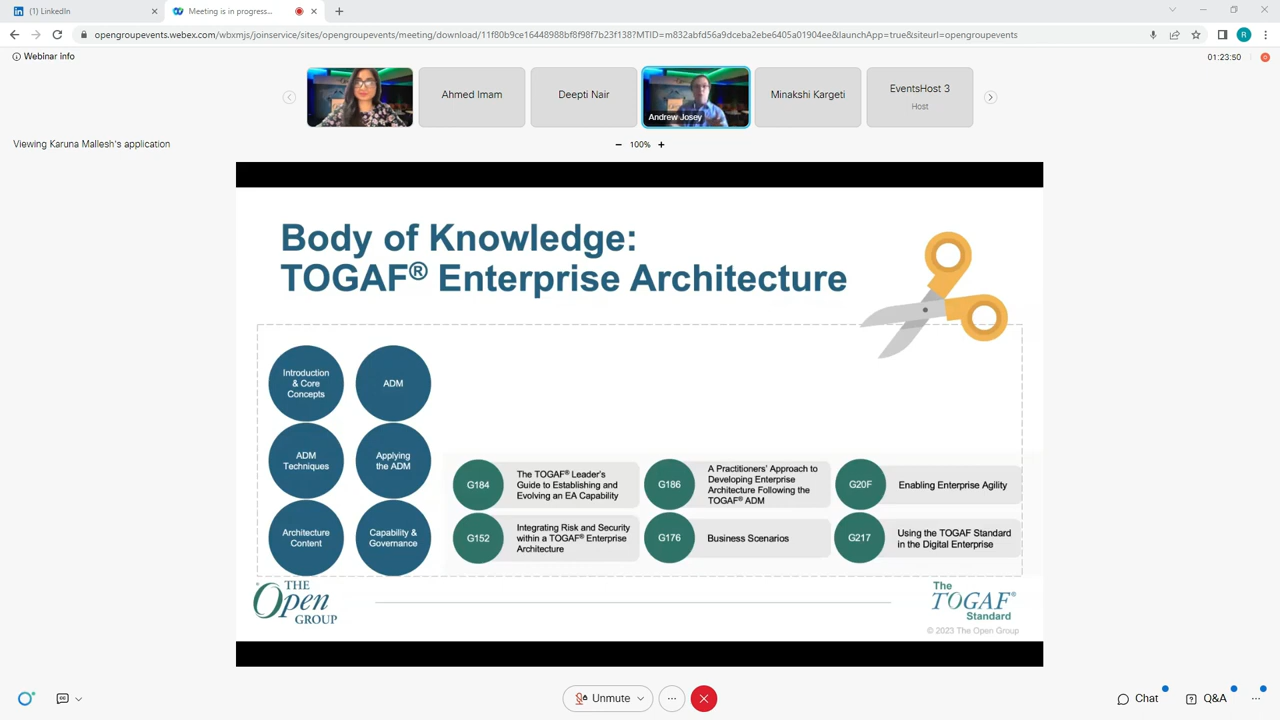 (1) LinkedIn
Meeting is in progress...
opengroupevents.webex.com/wbxmjs/joinservice/sites/opengroupevents/meeting/download/11f80b9ce16448988bf8f98f7b23f138?MTID=m832abfd56a9dceba2ebe6405a01904ee&launchApp=true&siteurl=opengroupevents
R
Webinar info
01:23:50
Ahmed Imam
Deepti Nair
Andrew Josey
Minakshi Kargeti
EventsHost 3
Host
Viewing Karuna Mallesh's application
100%
Body of Knowledge:
TOGAF® Enterprise Architecture
Introduction
& Core
Concepts
ADM
ADM
Techniques
Applying
the ADM
Architecture
Content
Capability &
Governance
G184
The TOGAF® Leader's
Guide to Establishing and
Evolving an EA Capability
G186
A Practitioners' Approach to
Developing Enterprise
Architecture Following the
TOGAF® ADM
G20F
Enabling Enterprise Agility
G152
Integrating Risk and Security
within a TOGAF® Enterprise
Architecture
G176
Business Scenarios
G217
Using the TOGAF Standard
in the Digital Enterprise
THE
Open
GROUP
The
TOGAF®
Standard
© 2023 The Open Group
Unmute
Chat
Q&A